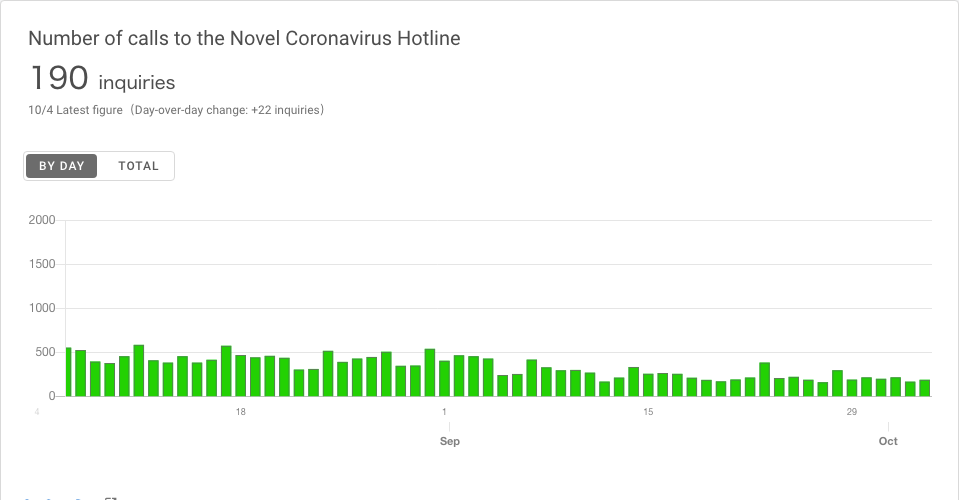 Number of calls to the Novel Coronavirus Hotline
190 inquiries
10/4 Latest figure（Day-over-day change: +22 inquiries）
BY DAY TOTAL
2000
1500
1000
500
0
4 18 1 15 29
Sep Oct